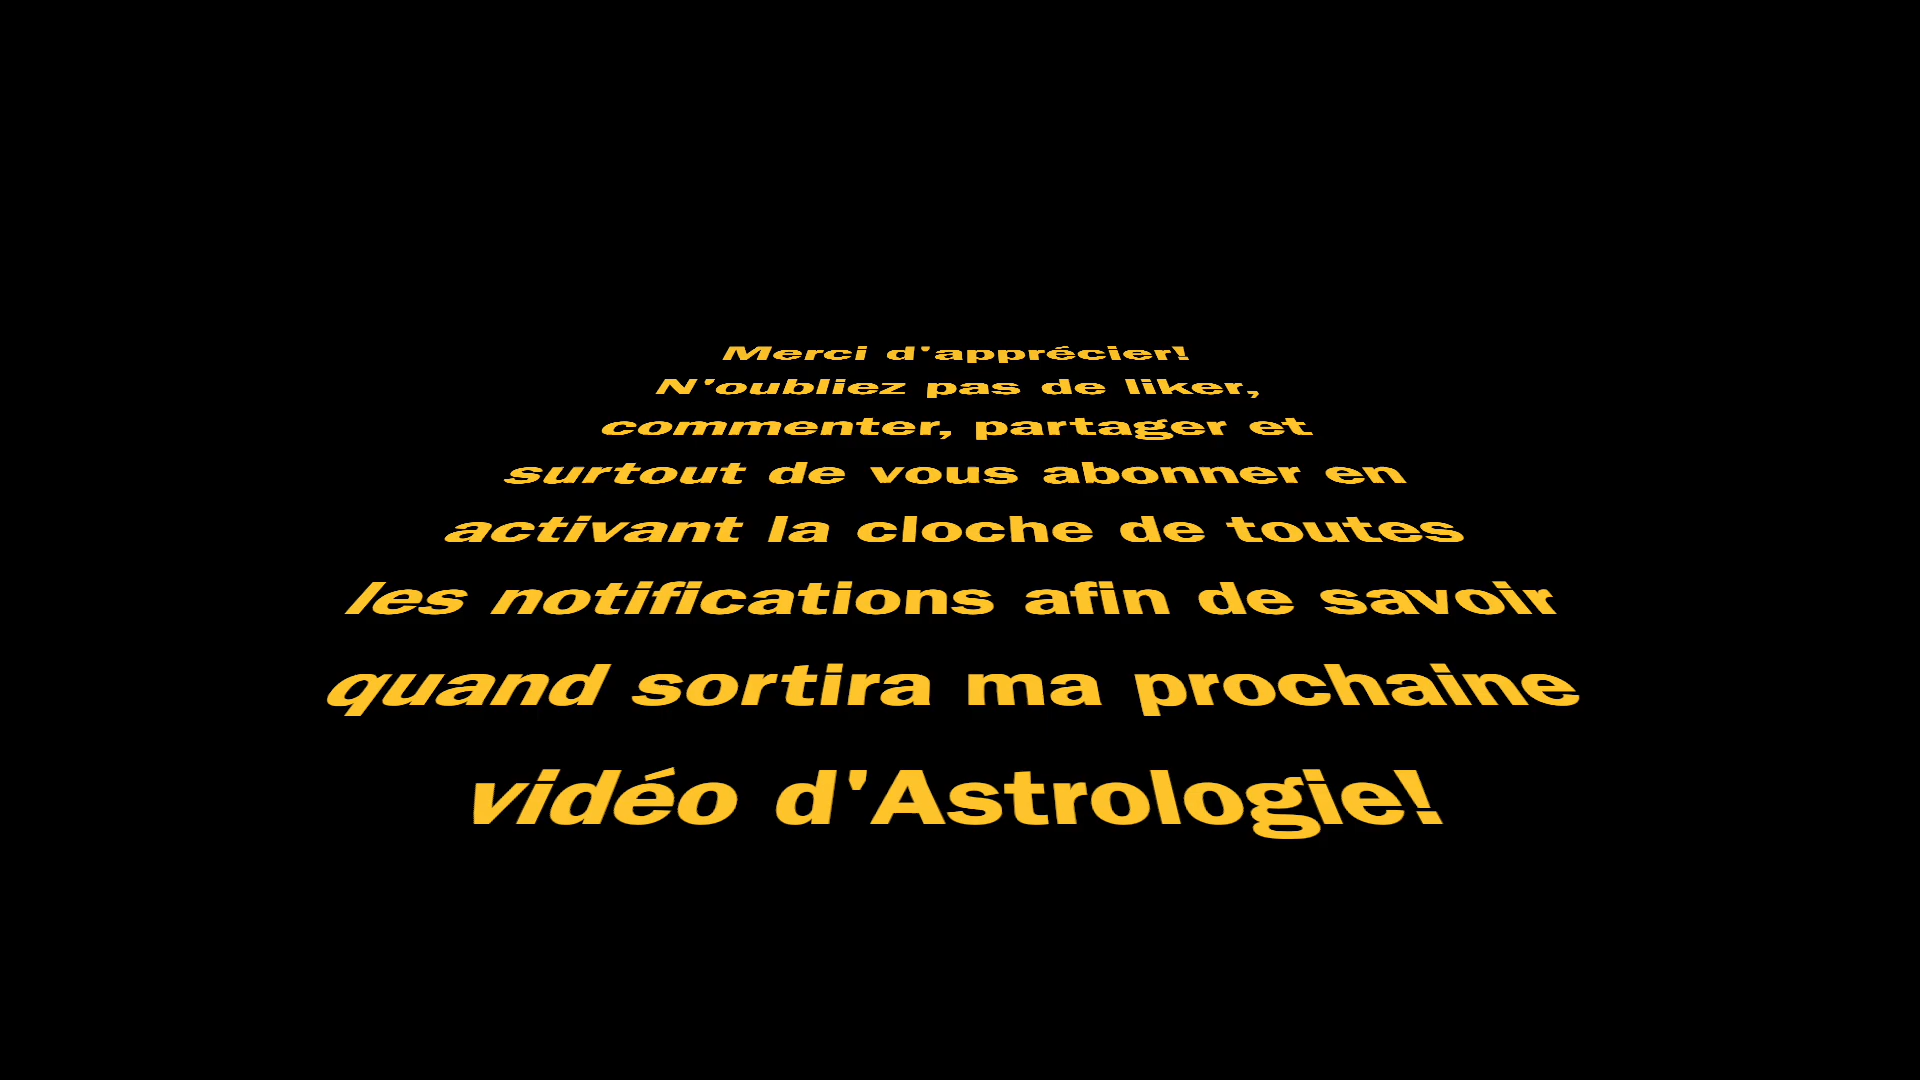 Merci d'apprécier!
N'oubliez pas de liker,
commenter, partager et
surtout de vous abonner en
activant la cloche de toutes
les notifications afin de savoir
quand sortira ma prochaine
vidéo d'Astrologie!